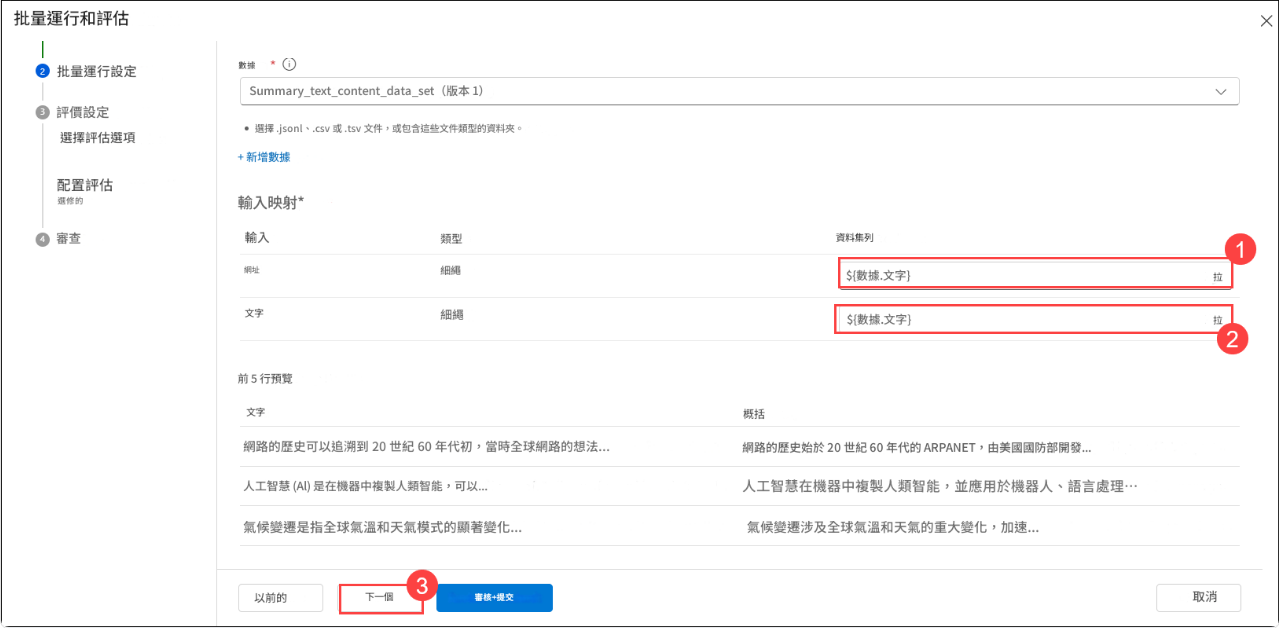 批量運行和評估
2 批量運行設定
3 評價設定
選擇評估選項
配置評估
選修的
4 審查
數據 * i
Summary_text_content_data_set（版本 1）
• 選擇 .jsonl、.csv 或 .tsv 文件，或包含這些文件類型的資料夾。
+ 新增數據
輸入映射*
輸入 類型 資料集列
1
網址 細繩 ${數據.文字} 拉
文字 細繩 ${數據.文字} 拉
2
前 5 行預覽
文字 概括
網路的歷史可以追溯到 20 世紀 60 年代初，當時全球網路的想法... 網路的歷史始於 20 世紀 60 年代的 ARPANET，由美國國防部開發...
人工智慧 (AI) 是在機器中複製人類智能，可以... 人工智慧在機器中複製人類智能，並應用於機器人、語言處理…
氣候變遷是指全球氣溫和天氣模式的顯著變化... 氣候變遷涉及全球氣溫和天氣的重大變化，加速...
3
以前的 下一個 審核+提交 取消